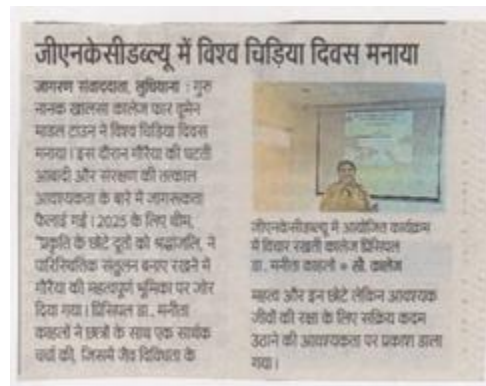 जीएनकेसीडब्ल्यू में विश्व चिड़िया दिवस मनाया
जागरण संवाददाता, लुधियाना : गुरु
नानक खालसा कालेज फार वूमेन
माडल टाउन ने विश्व चिड़िया दिवस
मनाया। इस दौरान गौरैया की घटती
आबादी और संरक्षण की तत्काल
आवश्यकता के बारे में जागरूकता
फैलाई गई। 2025 के लिए थीम,
"प्रकृति के छोटे दूतों को श्रद्धांजलि, ने
पारिस्थितिक संतुलन बनाए रखने में
गौरैया की महत्वपूर्ण भूमिका पर जोर
दिया गया। प्रिंसिपल डा. मनीता
काहलों ने छात्रों के साथ एक सार्थक
चर्चा की, जिसमें जैव विविधता के
जीएनकेसीडब्ल्यू में आयोजित कार्यक्रम
में विचार रखती कालेज प्रिंसिपल
डा. मनीता काहलों ● सौ. कालेज
महत्व और इन छोटे लेकिन आवश्यक
जीवों की रक्षा के लिए सक्रिय कदम
उठाने की आवश्यकता पर प्रकाश डाला
गया।